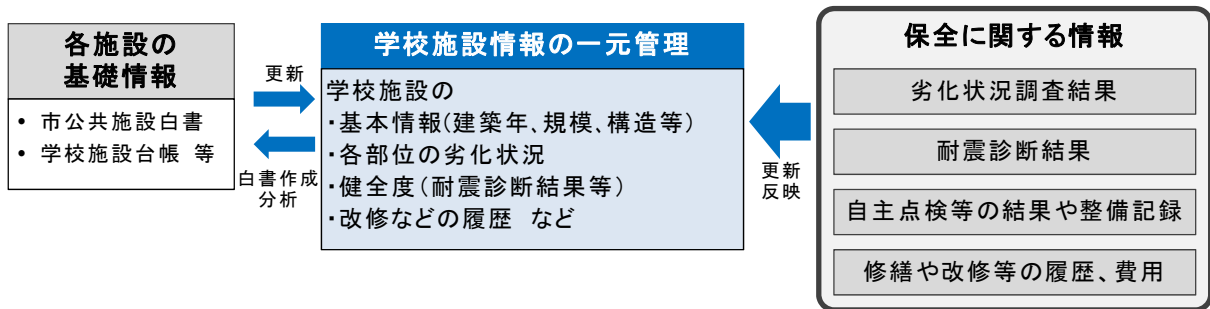 各施設の
基礎情報
• 市公共施設白書
• 学校施設台帳 等
更新
白書作成
分析
学校施設情報の一元管理
学校施設の
・基本情報(建築年、規模、構造等)
・各部位の劣化状況
・健全度(耐震診断結果等)
・改修などの履歴 など
更新
反映
保全に関する情報
劣化状況調査結果
耐震診断結果
自主点検等の結果や整備記録
修繕や改修等の履歴、費用